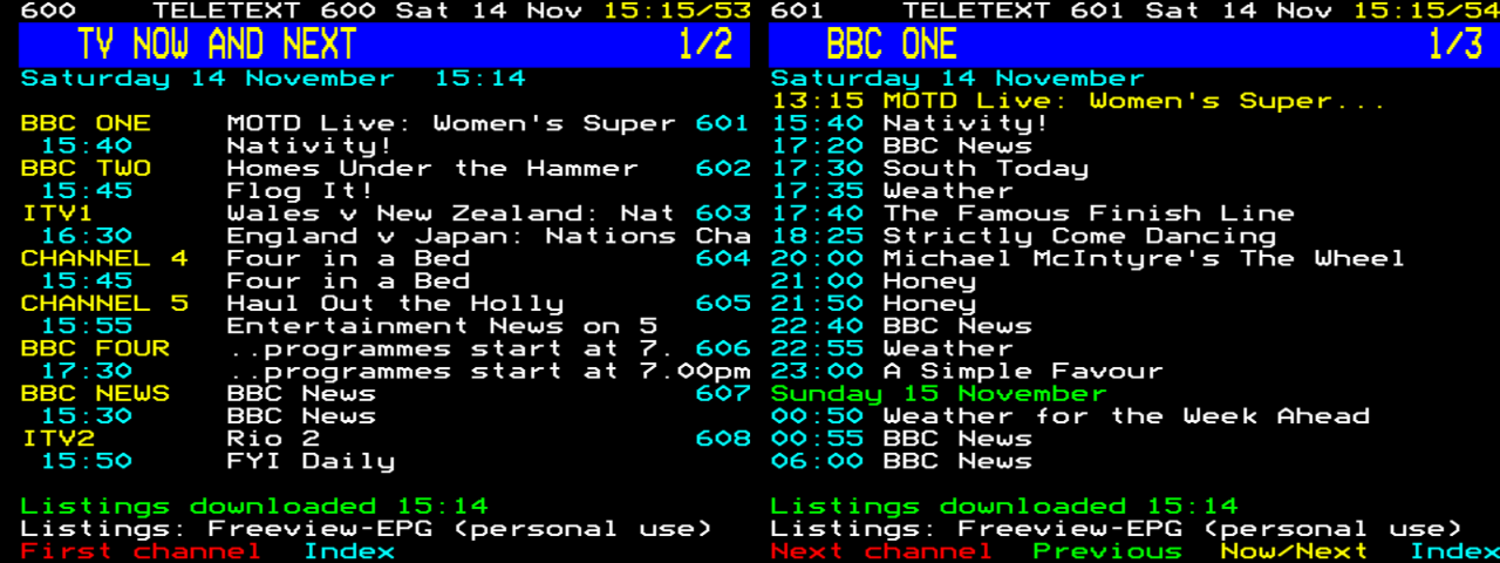 600 TELETEXT 600 Sat 14 Nov 15:15/53
TV NOW AND NEXT 1/2
Saturday 14 November 15:14
BBC ONE MOTD Live: Women's Super 601
15:40 Nativity!
BBC TWO Homes Under the Hammer 602
15:45 Flog It!
ITV1 Wales v New Zealand: Nat 603
16:30 England v Japan: Nations Cha
CHANNEL 4 Four in a Bed 604
15:45 Four in a Bed
CHANNEL 5 Haul Out the Holly 605
15:55 Entertainment News on 5
BBC FOUR ..programmes start at 7. 606
17:30 ..programmes start at 7.00pm
BBC NEWS BBC News 607
15:30 BBC News
ITV2 Rio 2 608
15:50 FYI Daily
Listings downloaded 15:14
Listings: Freeview-EPG (personal use)
First channel Index
601 TELETEXT 601 Sat 14 Nov 15:15/54
BBC ONE 1/3
Saturday 14 November
13:15 MOTD Live: Women's Super...
15:40 Nativity!
17:20 BBC News
17:30 South Today
17:35 Weather
17:40 The Famous Finish Line
18:25 Strictly Come Dancing
20:00 Michael McIntyre's The Wheel
21:00 Honey
21:50 Honey
22:40 BBC News
22:55 Weather
23:00 A Simple Favour
Sunday 15 November
00:50 Weather for the Week Ahead
00:55 BBC News
06:00 BBC News
Listings downloaded 15:14
Listings: Freeview-EPG (personal use)
Next channel Previous Now/Next Index